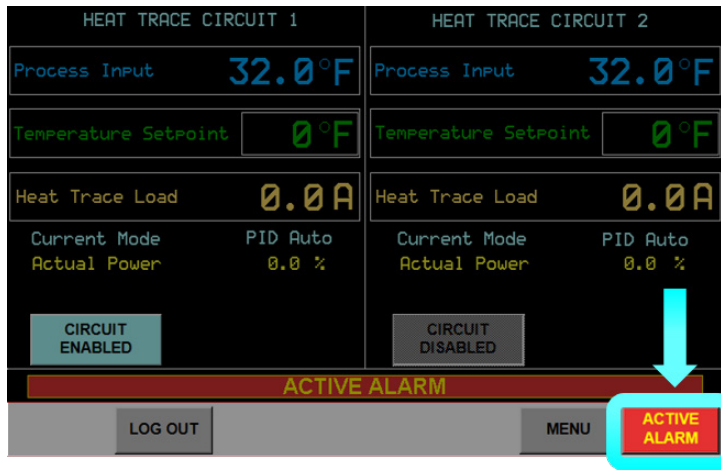 HEAT TRACE CIRCUIT 1
Process Input 32.0°F
Temperature Setpoint 0°F
Heat Trace Load 0.0A
Current Mode PID Auto
Actual Power 0.0 %
CIRCUIT
ENABLED
HEAT TRACE CIRCUIT 2
Process Input 32.0°F
Temperature Setpoint 0°F
Heat Trace Load 0.0A
Current Mode PID Auto
Actual Power 0.0 %
CIRCUIT
DISABLED
ACTIVE ALARM
LOG OUT
MENU
ACTIVE
ALARM